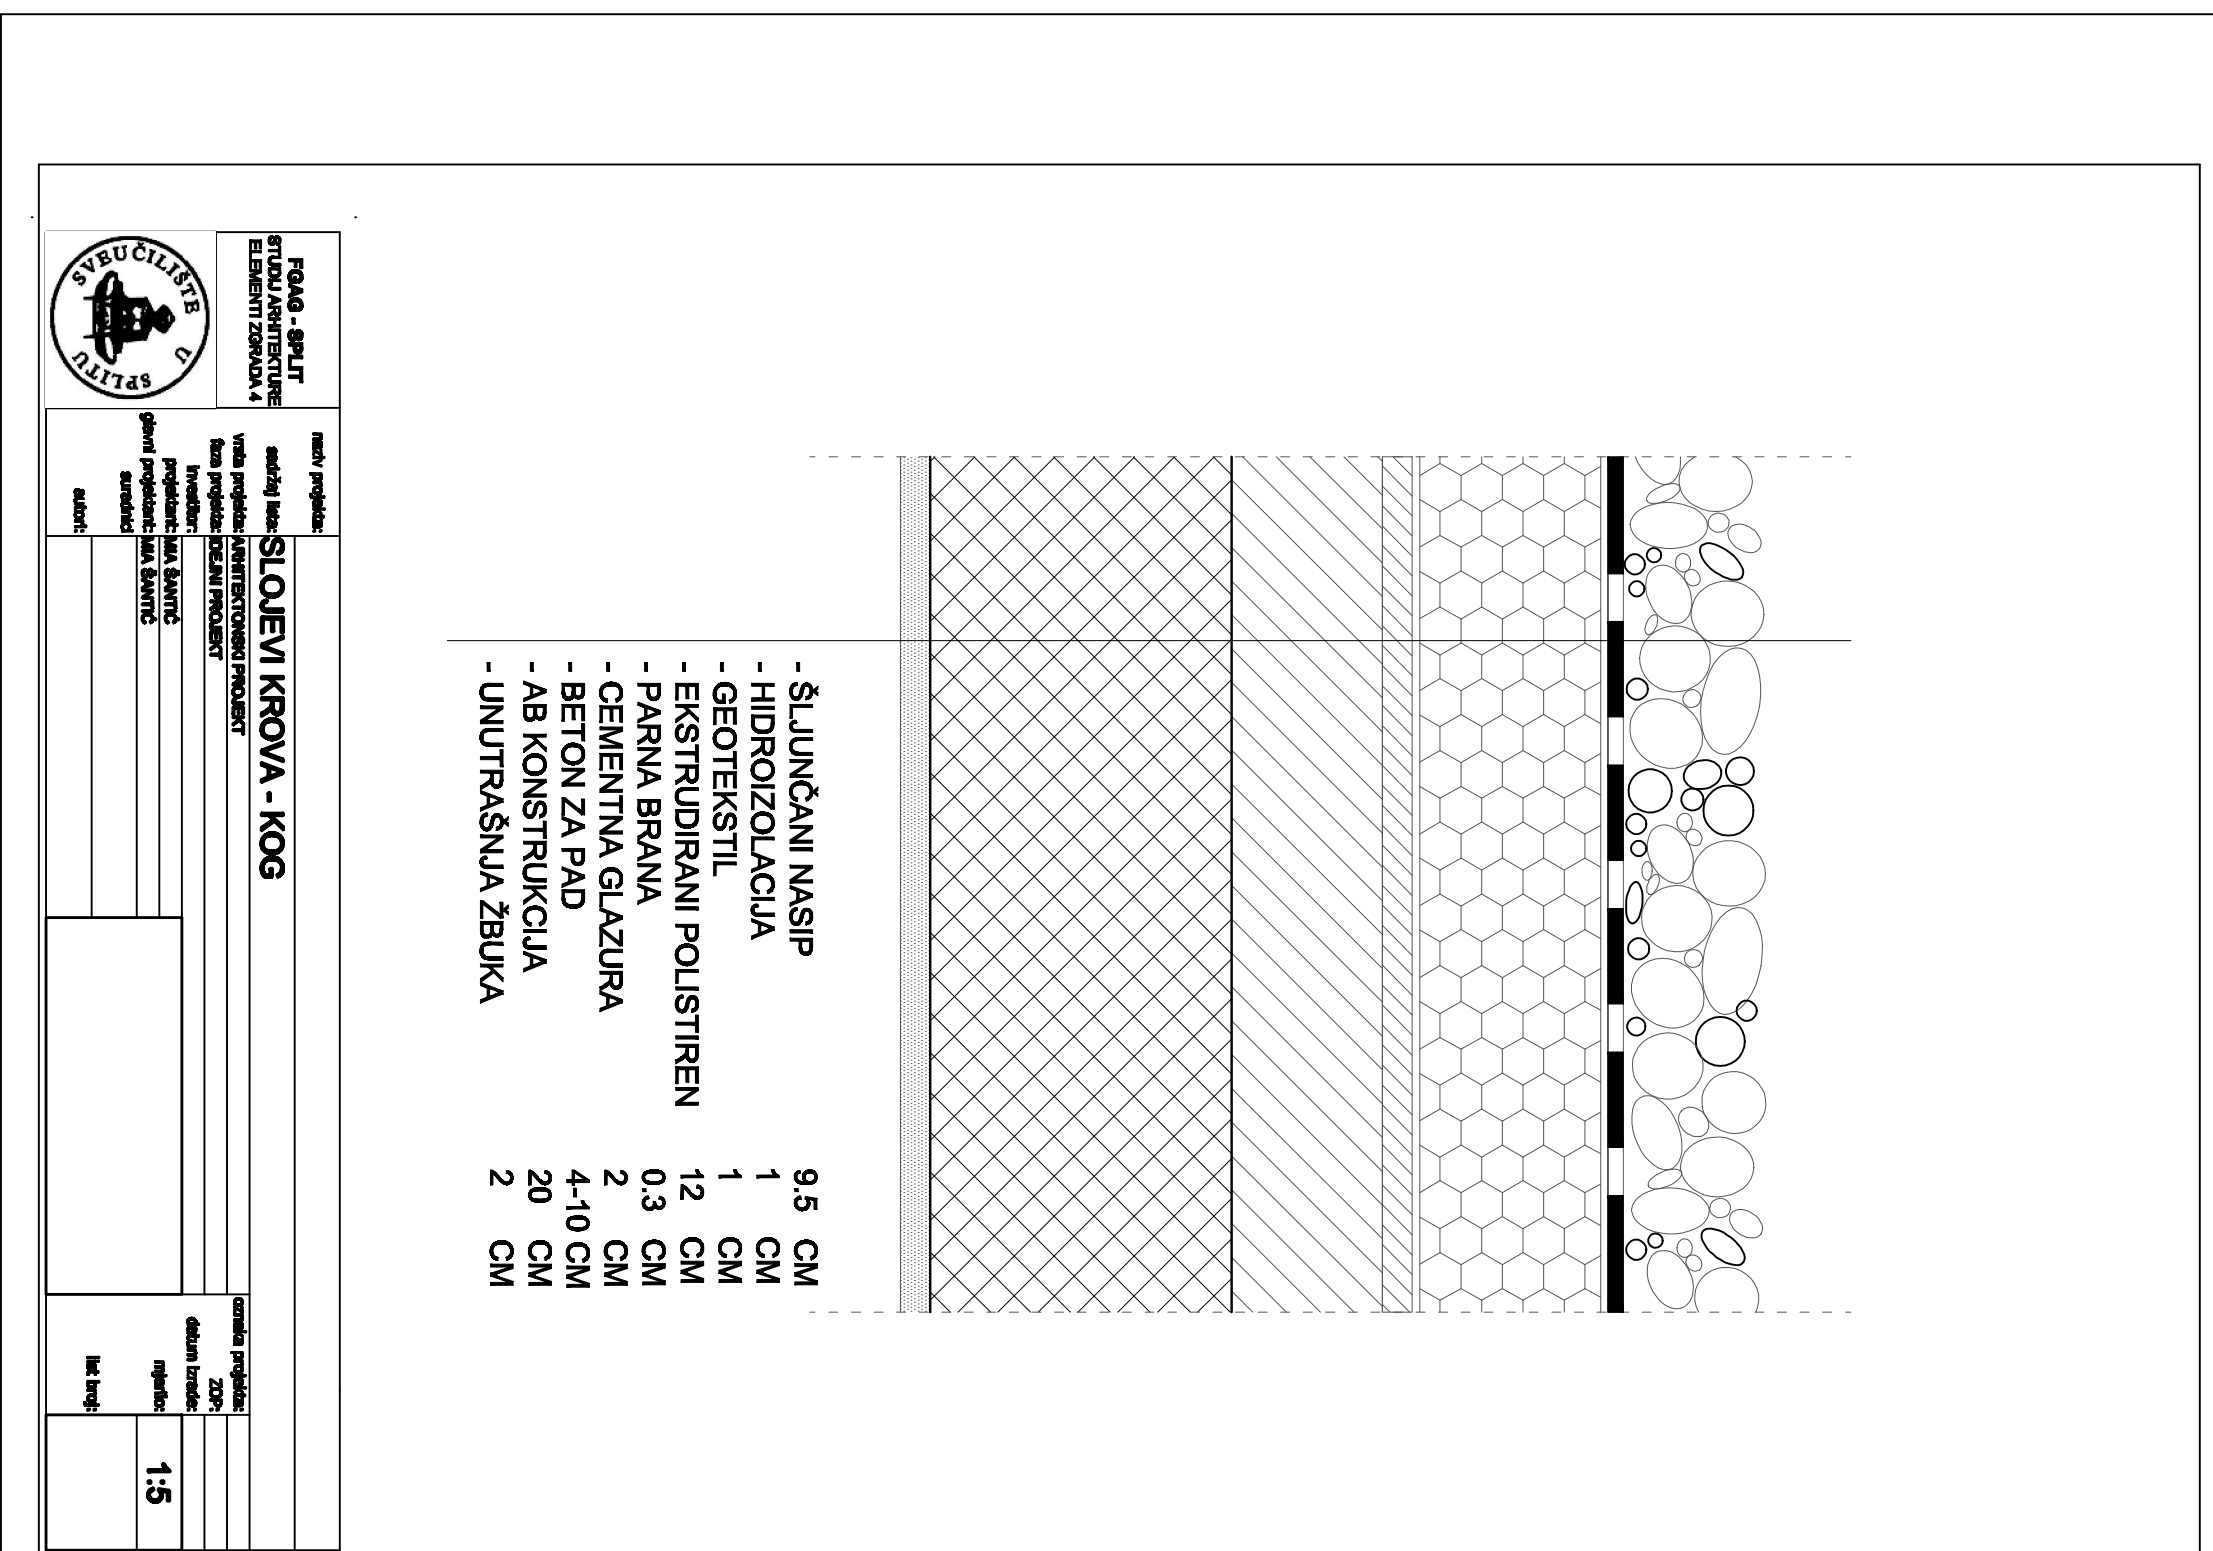 - ŠLJUNČANI NASIP 9.5 CM
- HIDROIZOLACIJA 1 CM
- GEOTEKSTIL 1 CM
- EKSTRUDIRANI POLISTIREN 12 CM
- PARNA BRANA 0.3 CM
- CEMENTNA GLAZURA 2 CM
- BETON ZA PAD 4-10 CM
- AB KONSTRUKCIJA 20 CM
- UNUTRAŠNJA ŽBUKA 2 CM
SVEUČILIŠTE U SPLITU
FGAG - SPLIT
STUDIJ ARHITEKTURE
ELEMENTI ZGRADA 4
naziv projekta:
sadržaj lista: SLOJEVI KROVA - KOG
vrsta projekta: ARHITEKTONSKI PROJEKT
faza projekta: IDEJNI PROJEKT
investitor:
projektant: MIA ŠANTIĆ
glavni projektant: MIA ŠANTIĆ
suradnici
autori:
oznaka projekta:
ZOP:
datum izrade:
mjerilo: 1:5
list broj: